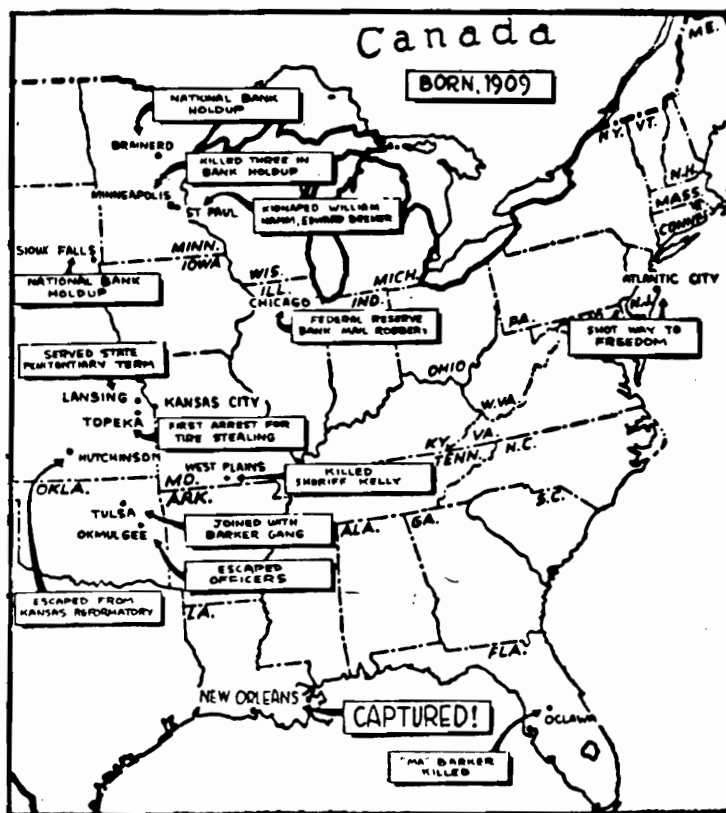 Canada
ME.
BORN, 1909
NATIONAL BANK
HOLDUP
BRAINERD
N.Y.
VT.
N.H.
MASS.
CONN.
KILLED THREE IN
BANK HOLDUP
MINNEAPOLIS
ST PAUL
KIDNAPED WILLIAM
HAMM, EDWARD BREMER
SIOUX FALLS
MINN.
IOWA
WIS.
ILL.
MICH.
IND.
NATIONAL BANK
HOLDUP
CHICAGO
FEDERAL RESERVE
BANK MAIL ROBBERY
ATLANTIC CITY
N.J.
PA.
SHOT WAY TO
FREEDOM
SERVED STATE
PENITENTIARY TERM
OHIO
W.VA.
LANSING
KANSAS CITY
TOPEKA
FIRST ARREST FOR
TIRE STEALING
KY.
VA.
TENN.
N.C.
HUTCHINSON
WEST PLAINS
KILLED
SHERIFF KELLY
OKLA.
MO.
ARK.
S.C.
TULSA
JOINED WITH
BARKER GANG
ALA.
GA.
OKMULGEE
ESCAPED
OFFICERS
ESCAPED FROM
KANSAS REFORMATORY
LA.
FLA.
NEW ORLEANS
CAPTURED!
OCLAWA
"MA" BARKER
KILLED